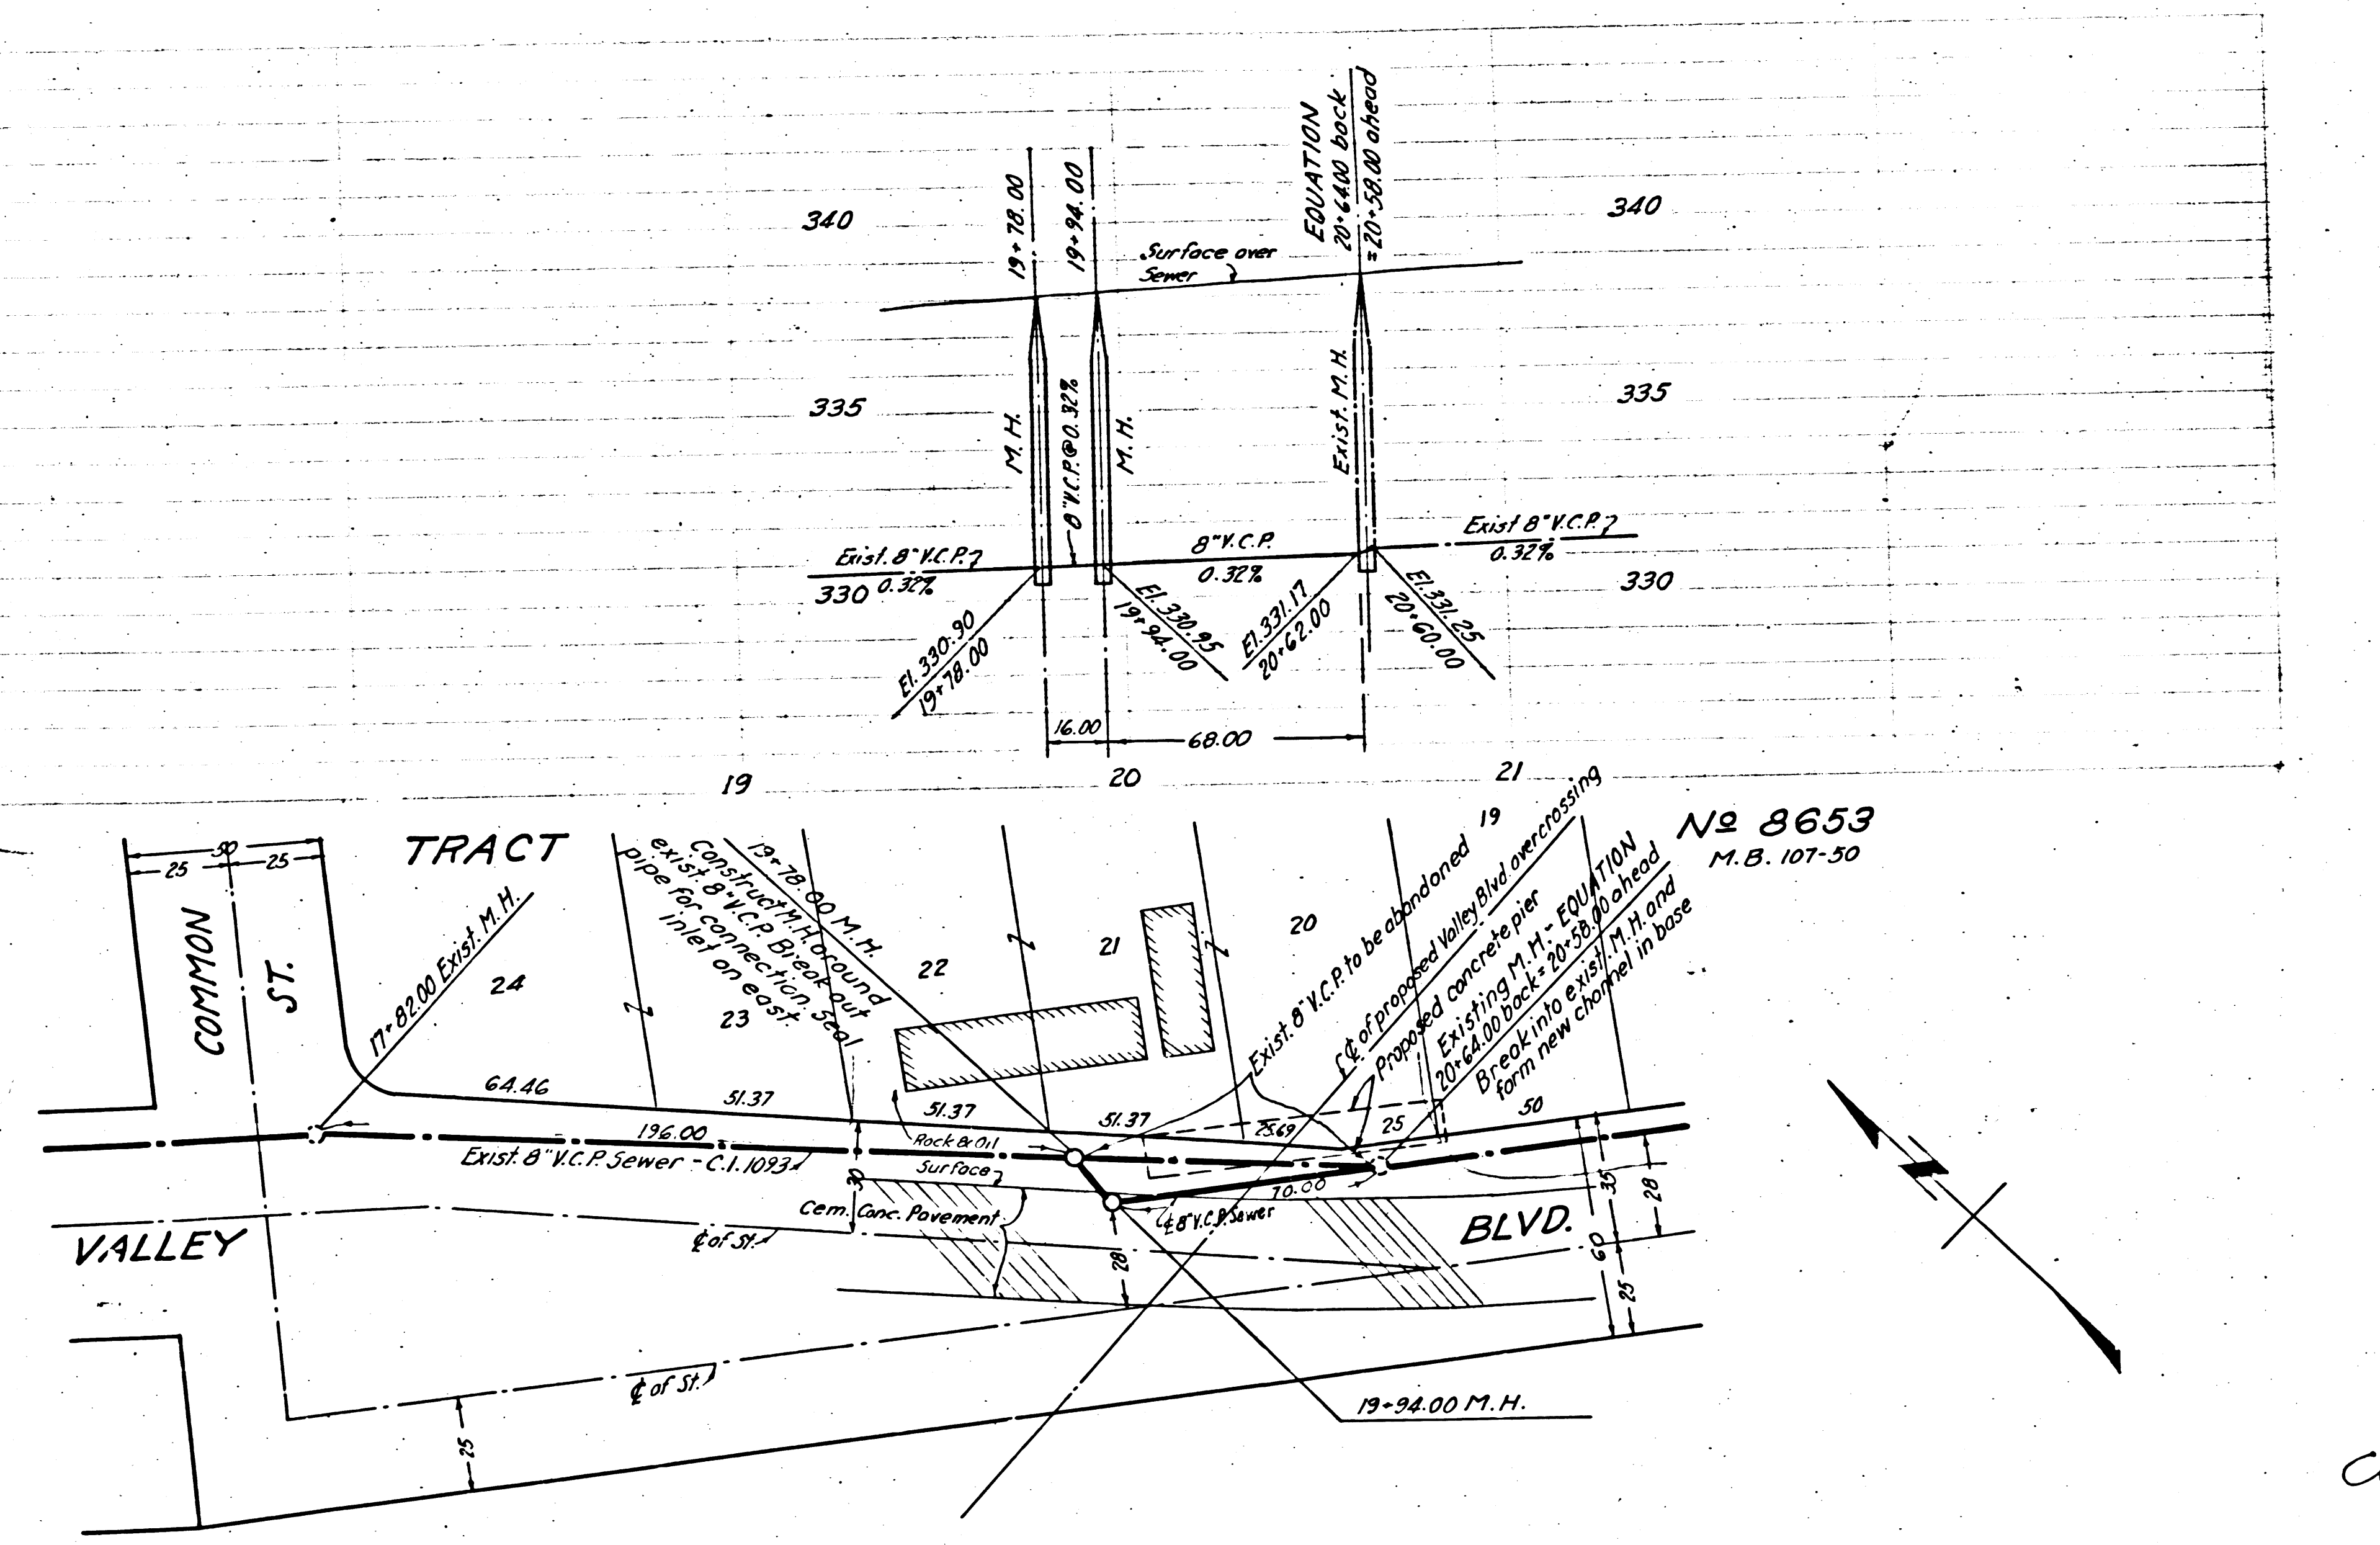 EQUATION
20+64.00 back
=20+58.00 ahead
19+78.00
19+94.00
340
340
Surface over
Sewer
335
335
M.H.
8"V.C.P.@0.32%
M.H.
Exist. M.H.
Exist. 8"V.C.P.
0.32%
8"V.C.P.
0.32%
Exist 8"V.C.P.
0.32%
330
330
El. 330.90
19+78.00
El. 330.95
19+94.00
El. 331.17
20+62.00
El. 331.25
20+60.00
16.00
68.00
19
20
21
TRACT
No 8653
M.B. 107-50
50
25
25
COMMON
ST.
17+82.00 Exist. M.H.
19+78.00 M.H.
Construct M.H. around
exist. 8"V.C.P. Break out
pipe for connection. Seal
inlet on east.
24
23
22
21
20
19
Exist. 8"V.C.P. to be abandoned
₵ of proposed Valley Blvd. overcrossing
Proposed concrete pier
Existing M.H.- EQUATION
20+64.00 back = 20+58.00 ahead
Break into exist. M.H. and
form new channel in base
64.46
51.37
51.37
51.37
25.69
25
50
196.00
Exist. 8"V.C.P. Sewer - C.I. 1093
Rock & Oil
Surface
30
Cem. Conc. Pavement
70.00
₵ 8"V.C.P. Sewer
VALLEY
BLVD.
₵ of St.
28
35
28
60
25
₵ of St.
25
19+94.00 M.H.